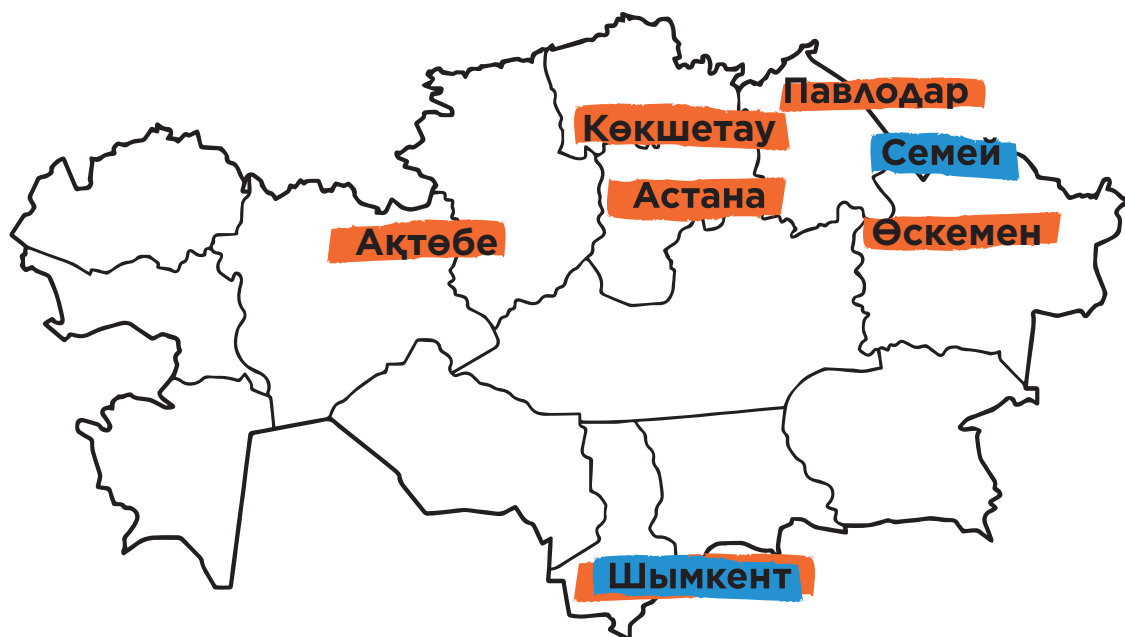 Павлодар
Көкшетау
Семей
Астана
Өскемен
Ақтөбе
Шымкент